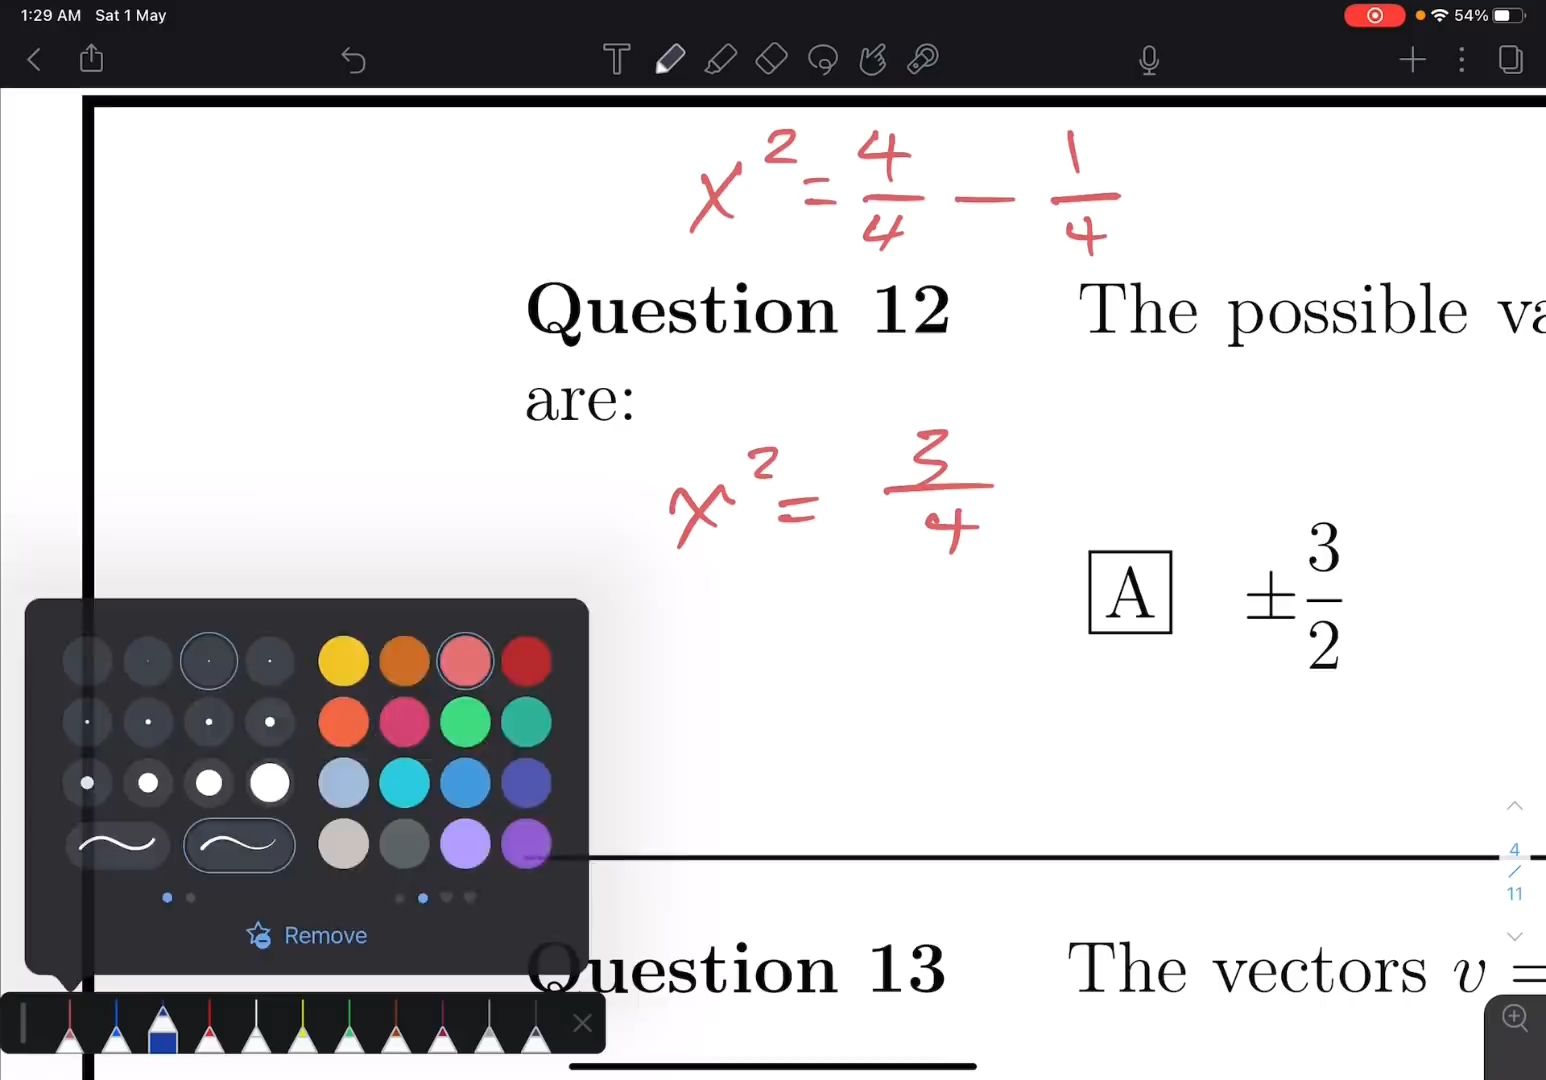 1:29 AM Sat 1 May 54%
T
x² = 4/4 − 1/4
Question 12 The possible va
are:
x² = 3/4
A ± 3/2
4
/
11
Remove
Question 13 The vectors v =